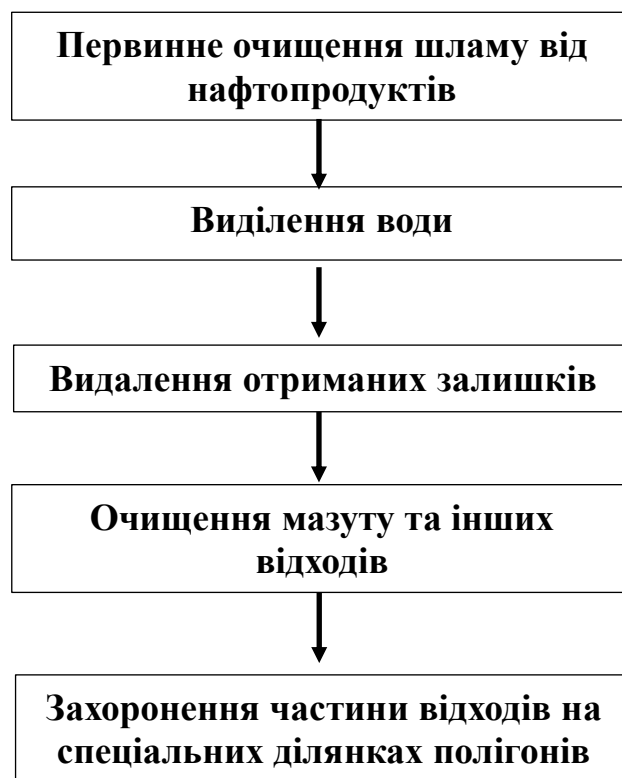 Первинне очищення шламу від
нафтопродуктів
Виділення води
Видалення отриманих залишків
Очищення мазуту та інших
відходів
Захоронення частини відходів на
спеціальних ділянках полігонів